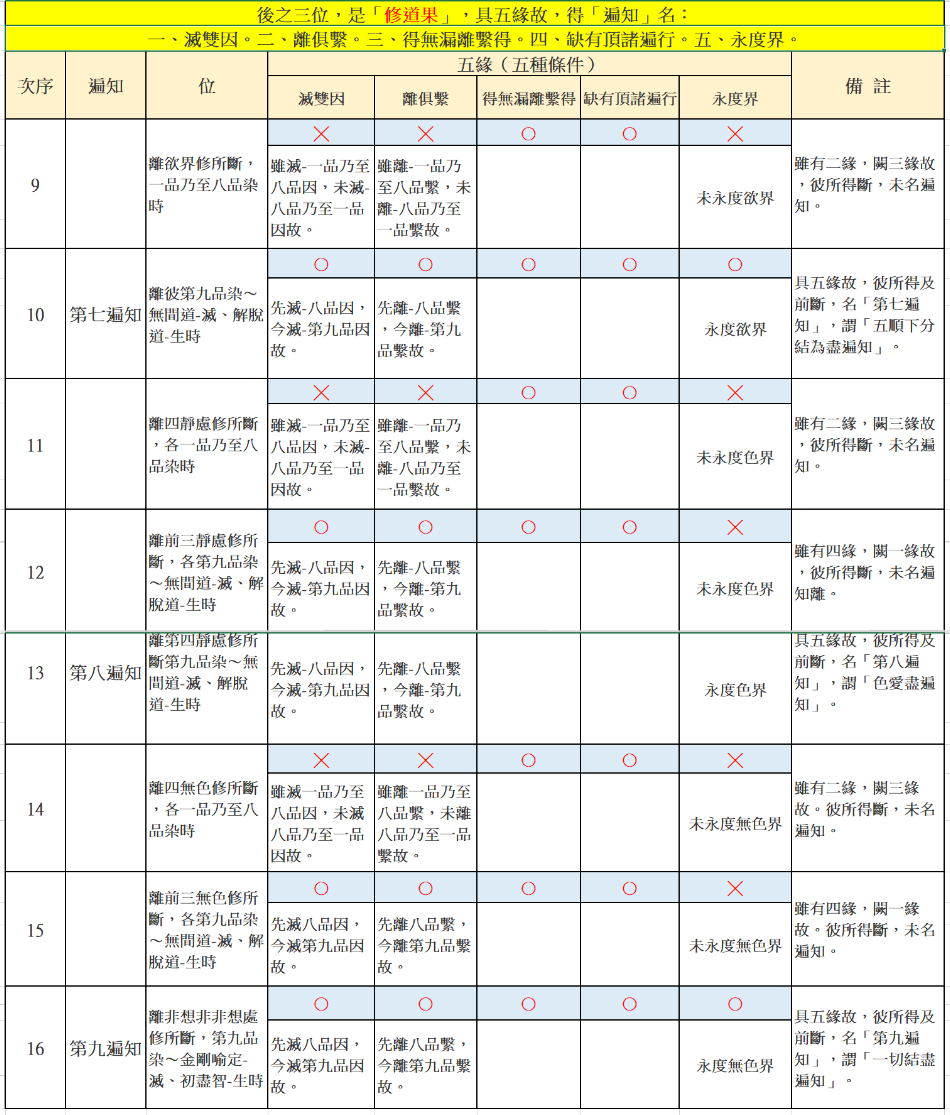 後之三位，是「修道果」，具五緣故，得「遍知」名：
一、滅雙因。二、離俱繫。三、得無漏離繫得。四、缺有頂諸遍行。五、永度界。
次序
遍知
位
五緣（五種條件）
備 註
滅雙因
離俱繫
得無漏離繫得
缺有頂諸遍行
永度界
9
離欲界修所斷，
一品乃至八品染
時
×
×
○
○
×
雖滅-一品乃至
八品因，未滅-
八品乃至一品
因故。
雖離-一品乃
至八品繫，未
離-八品乃至
一品繫故。
未永度欲界
雖有二緣，闕三緣故
，彼所得斷，未名遍
知。
10
第七遍知
離彼第九品染～
無間道-滅、解脫
道-生時
○
○
○
○
○
先滅-八品因，
今滅-第九品因
故。
先離-八品繫
，今離-第九
品繫故。
永度欲界
具五緣故，彼所得及
前斷，名「第七遍
知」，謂「五順下分
結為盡遍知」。
11
離四靜慮修所斷
，各一品乃至八
品染時
×
×
○
○
×
雖滅-一品乃至
八品因，未滅-
八品乃至一品
因故。
雖離-一品乃
至八品繫，未
離-八品乃至
一品繫故。
未永度色界
雖有二緣，闕三緣故
，彼所得斷，未名遍
知。
12
離前三靜慮修所
斷，各第九品染
～無間道-滅、解
脫道-生時
○
○
○
○
×
先滅-八品因，
今滅-第九品因
故。
先離-八品繫
，今離-第九
品繫故。
未永度色界
雖有四緣，闕一緣故
，彼所得斷，未名遍
知離。
13
第八遍知
離第四靜慮修所
斷第九品染～無
間道-滅、解脫
道-生時
先滅-八品因，
今滅-第九品因
故。
先離-八品繫
，今離-第九
品繫故。
永度色界
具五緣故，彼所得及
前斷，名「第八遍
知」，謂「色愛盡遍
知」。
14
離四無色修所斷
，各一品乃至八
品染時
×
×
○
○
×
雖滅一品乃至
八品因，未滅
八品乃至一品
因故。
雖離一品乃至
八品繫，未離
八品乃至一品
繫故。
未永度無色界
雖有二緣，闕三緣
故。彼所得斷，未名
遍知。
15
離前三無色修所
斷，各第九品染
～無間道-滅、解
脫道-生時
○
○
○
○
×
先滅八品因，
今滅第九品因
故。
先離八品繫，
今離第九品繫
故。
未永度無色界
雖有四緣，闕一緣
故。彼所得斷，未名
遍知。
16
第九遍知
離非想非非想處
修所斷，第九品
染～金剛喻定-
滅、初盡智-生時
○
○
○
○
○
先滅八品因，
今滅第九品因
故。
先離八品繫，
今離第九品繫
故。
永度無色界
具五緣故，彼所得及
前斷，名「第九遍
知」，謂「一切結盡
遍知」。